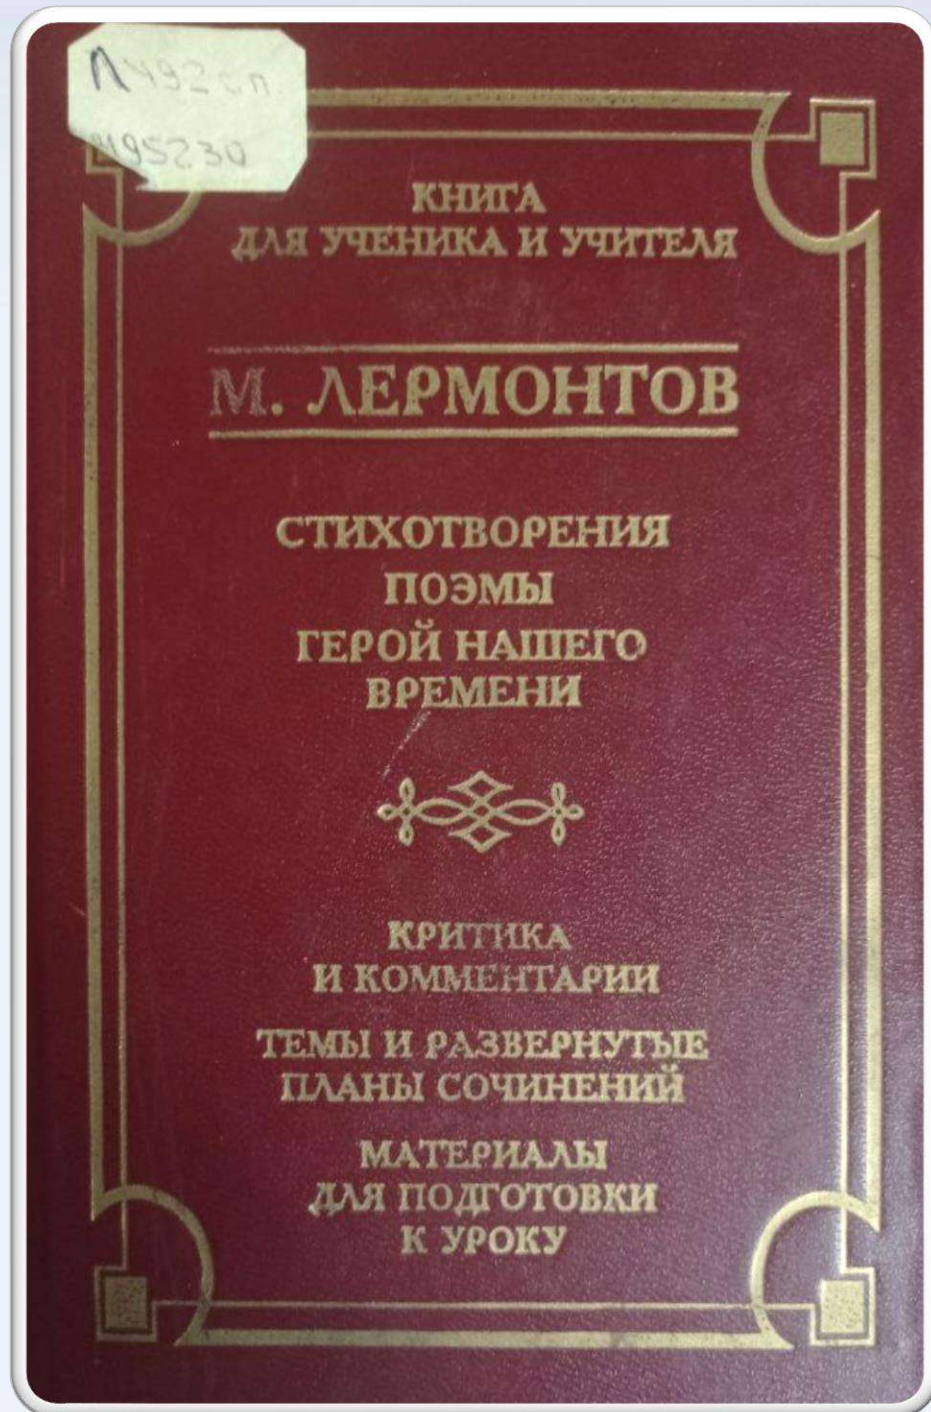 Л492сп
495230
КНИГА
ДЛЯ УЧЕНИКА И УЧИТЕЛЯ
М. ЛЕРМОНТОВ
СТИХОТВОРЕНИЯ
ПОЭМЫ
ГЕРОЙ НАШЕГО
ВРЕМЕНИ
КРИТИКА
И КОММЕНТАРИИ
ТЕМЫ И РАЗВЕРНУТЫЕ
ПЛАНЫ СОЧИНЕНИЙ
МАТЕРИАЛЫ
ДЛЯ ПОДГОТОВКИ
К УРОКУ